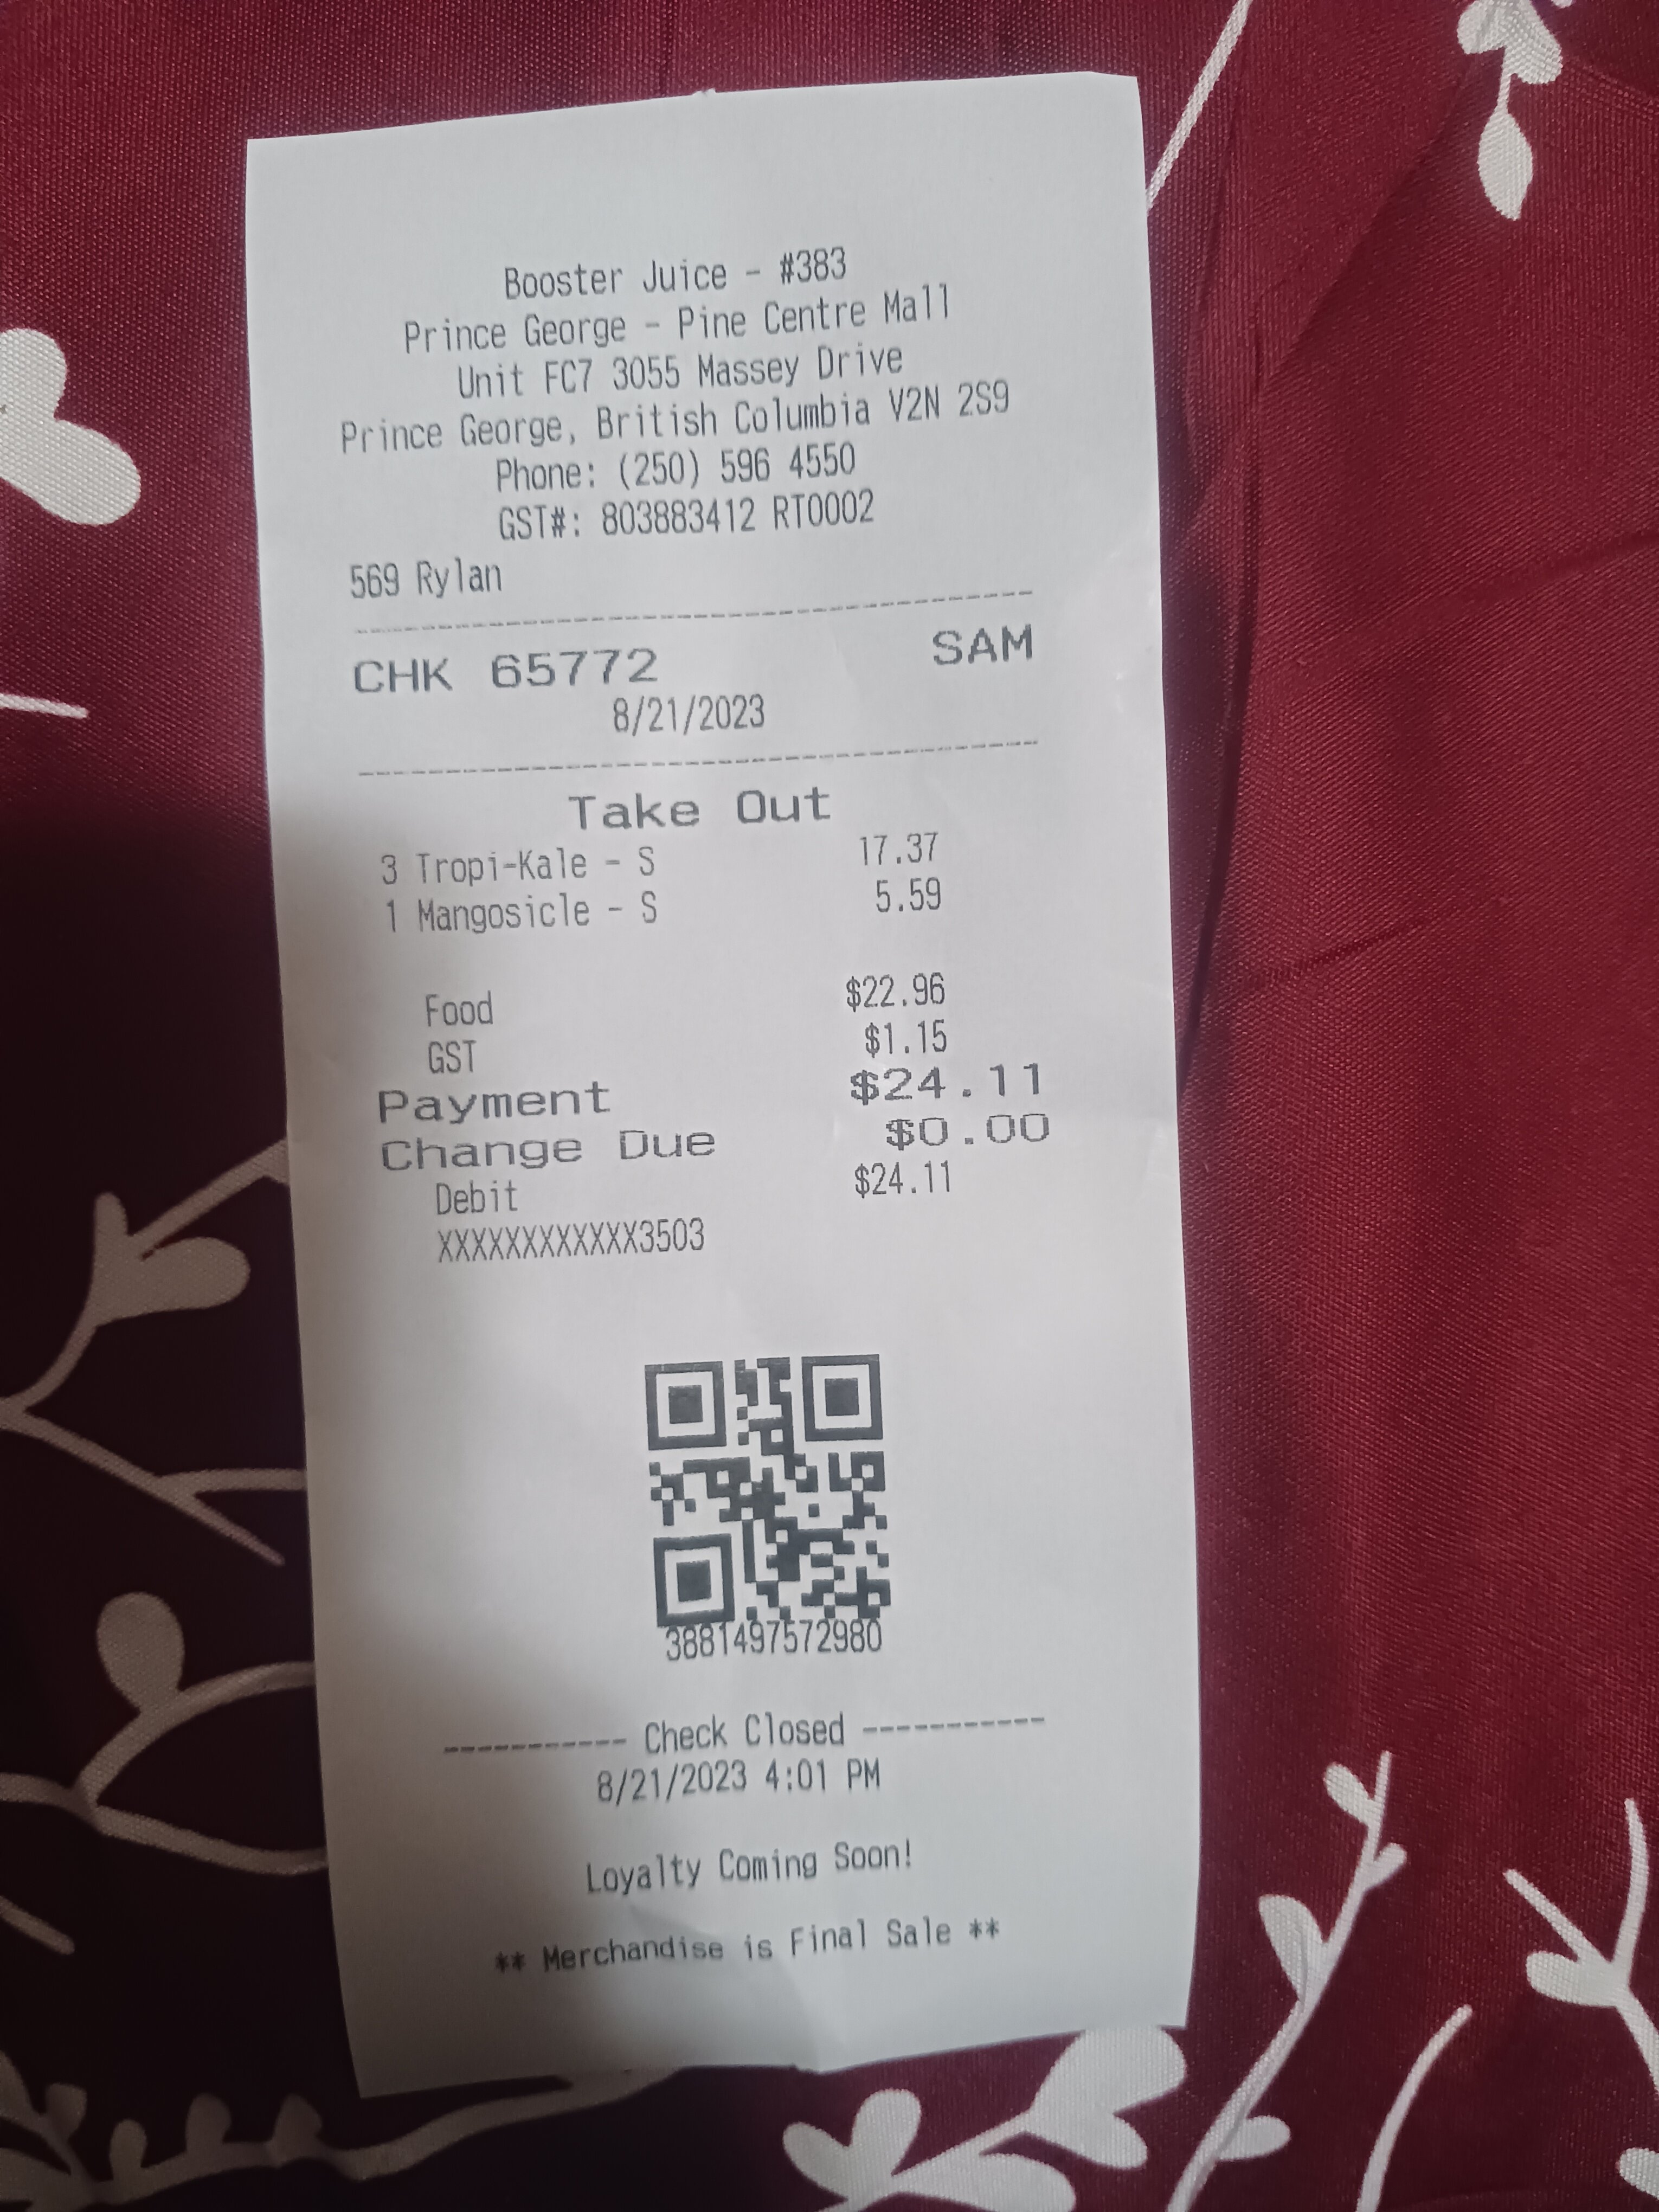 Booster Juice - #383
Prince George - Pine Centre Mall
Unit FC7 3055 Massey Drive
Prince George, British Columbia V2N 2S9
Phone: (250) 596 4550
GST#: 803883412 RT0002
569 Rylan
CHK 65772 SAM
8/21/2023
Take Out
3 Tropi-Kale - S 17.37
1 Mangosicle - S 5.59
Food $22.96
GST $1.15
Payment $24.11
Change Due $0.00
Debit $24.11
XXXXXXXXXXXX3503
3881497572980
----------- Check Closed -----------
8/21/2023 4:01 PM
Loyalty Coming Soon!
** Merchandise is Final Sale **